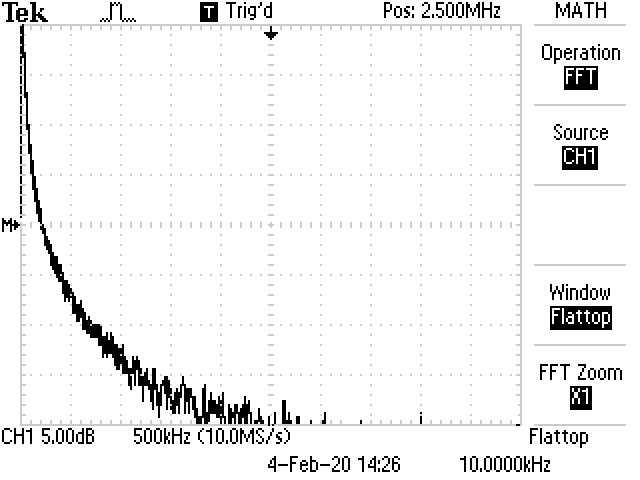 Tek T Trig'd Pos: 2.500MHz MATH
Operation
FFT
Source
CH1
M
Window
Flattop
FFT Zoom
X1
CH1 5.00dB 500kHz (10.0MS/s) Flattop
4-Feb-20 14:26 10.0000kHz